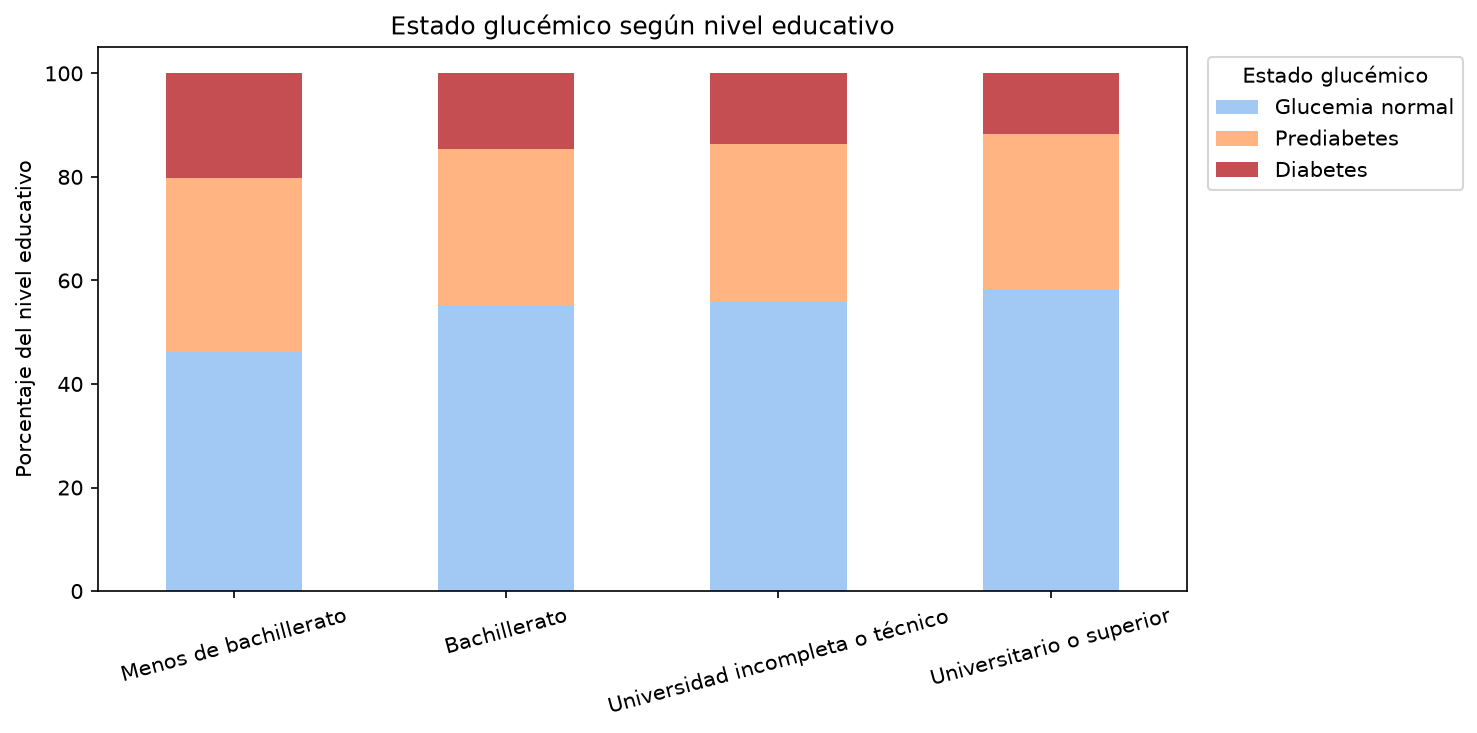 Estado glucémico según nivel educativo
Porcentaje del nivel educativo
100
80
60
40
20
0
Menos de bachillerato
Bachillerato
Universidad incompleta o técnico
Universitario o superior
Estado glucémico
Glucemia normal
Prediabetes
Diabetes